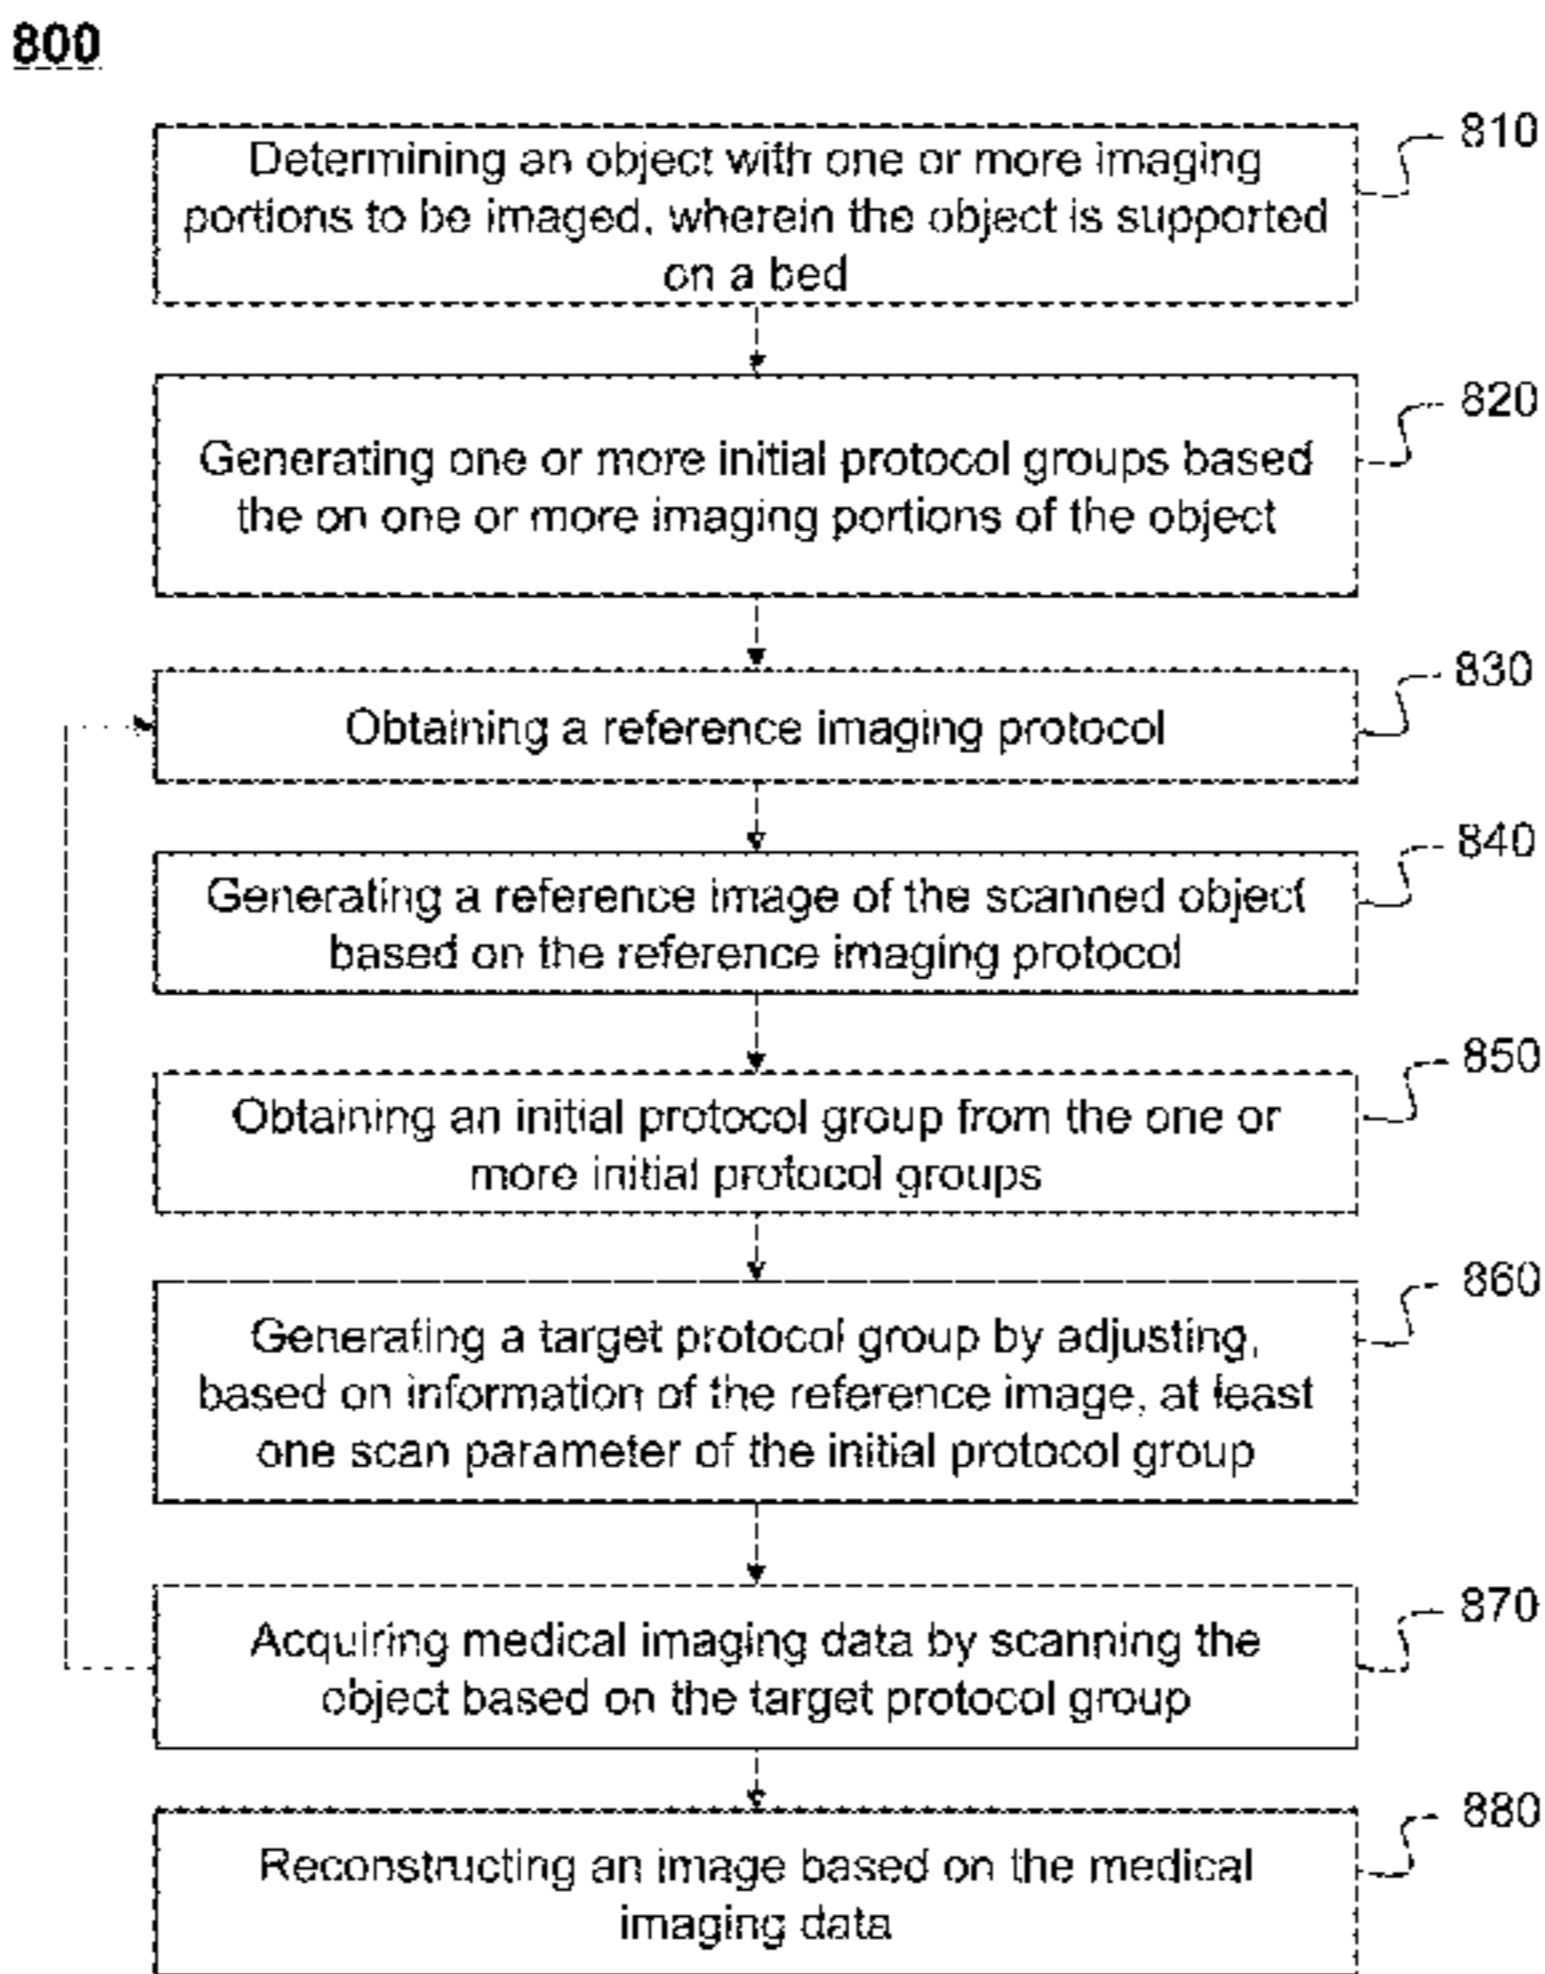 800
Determining an object with one or more imaging
portions to be imaged, wherein the object is supported
on a bed
810
Generating one or more initial protocol groups based
the on one or more imaging portions of the object
820
Obtaining a reference imaging protocol
830
Generating a reference image of the scanned object
based on the reference imaging protocol
840
Obtaining an initial protocol group from the one or
more initial protocol groups
850
Generating a target protocol group by adjusting,
based on information of the reference image, at least
one scan parameter of the initial protocol group
860
Acquiring medical imaging data by scanning the
object based on the target protocol group
870
Reconstructing an image based on the medical
imaging data
880